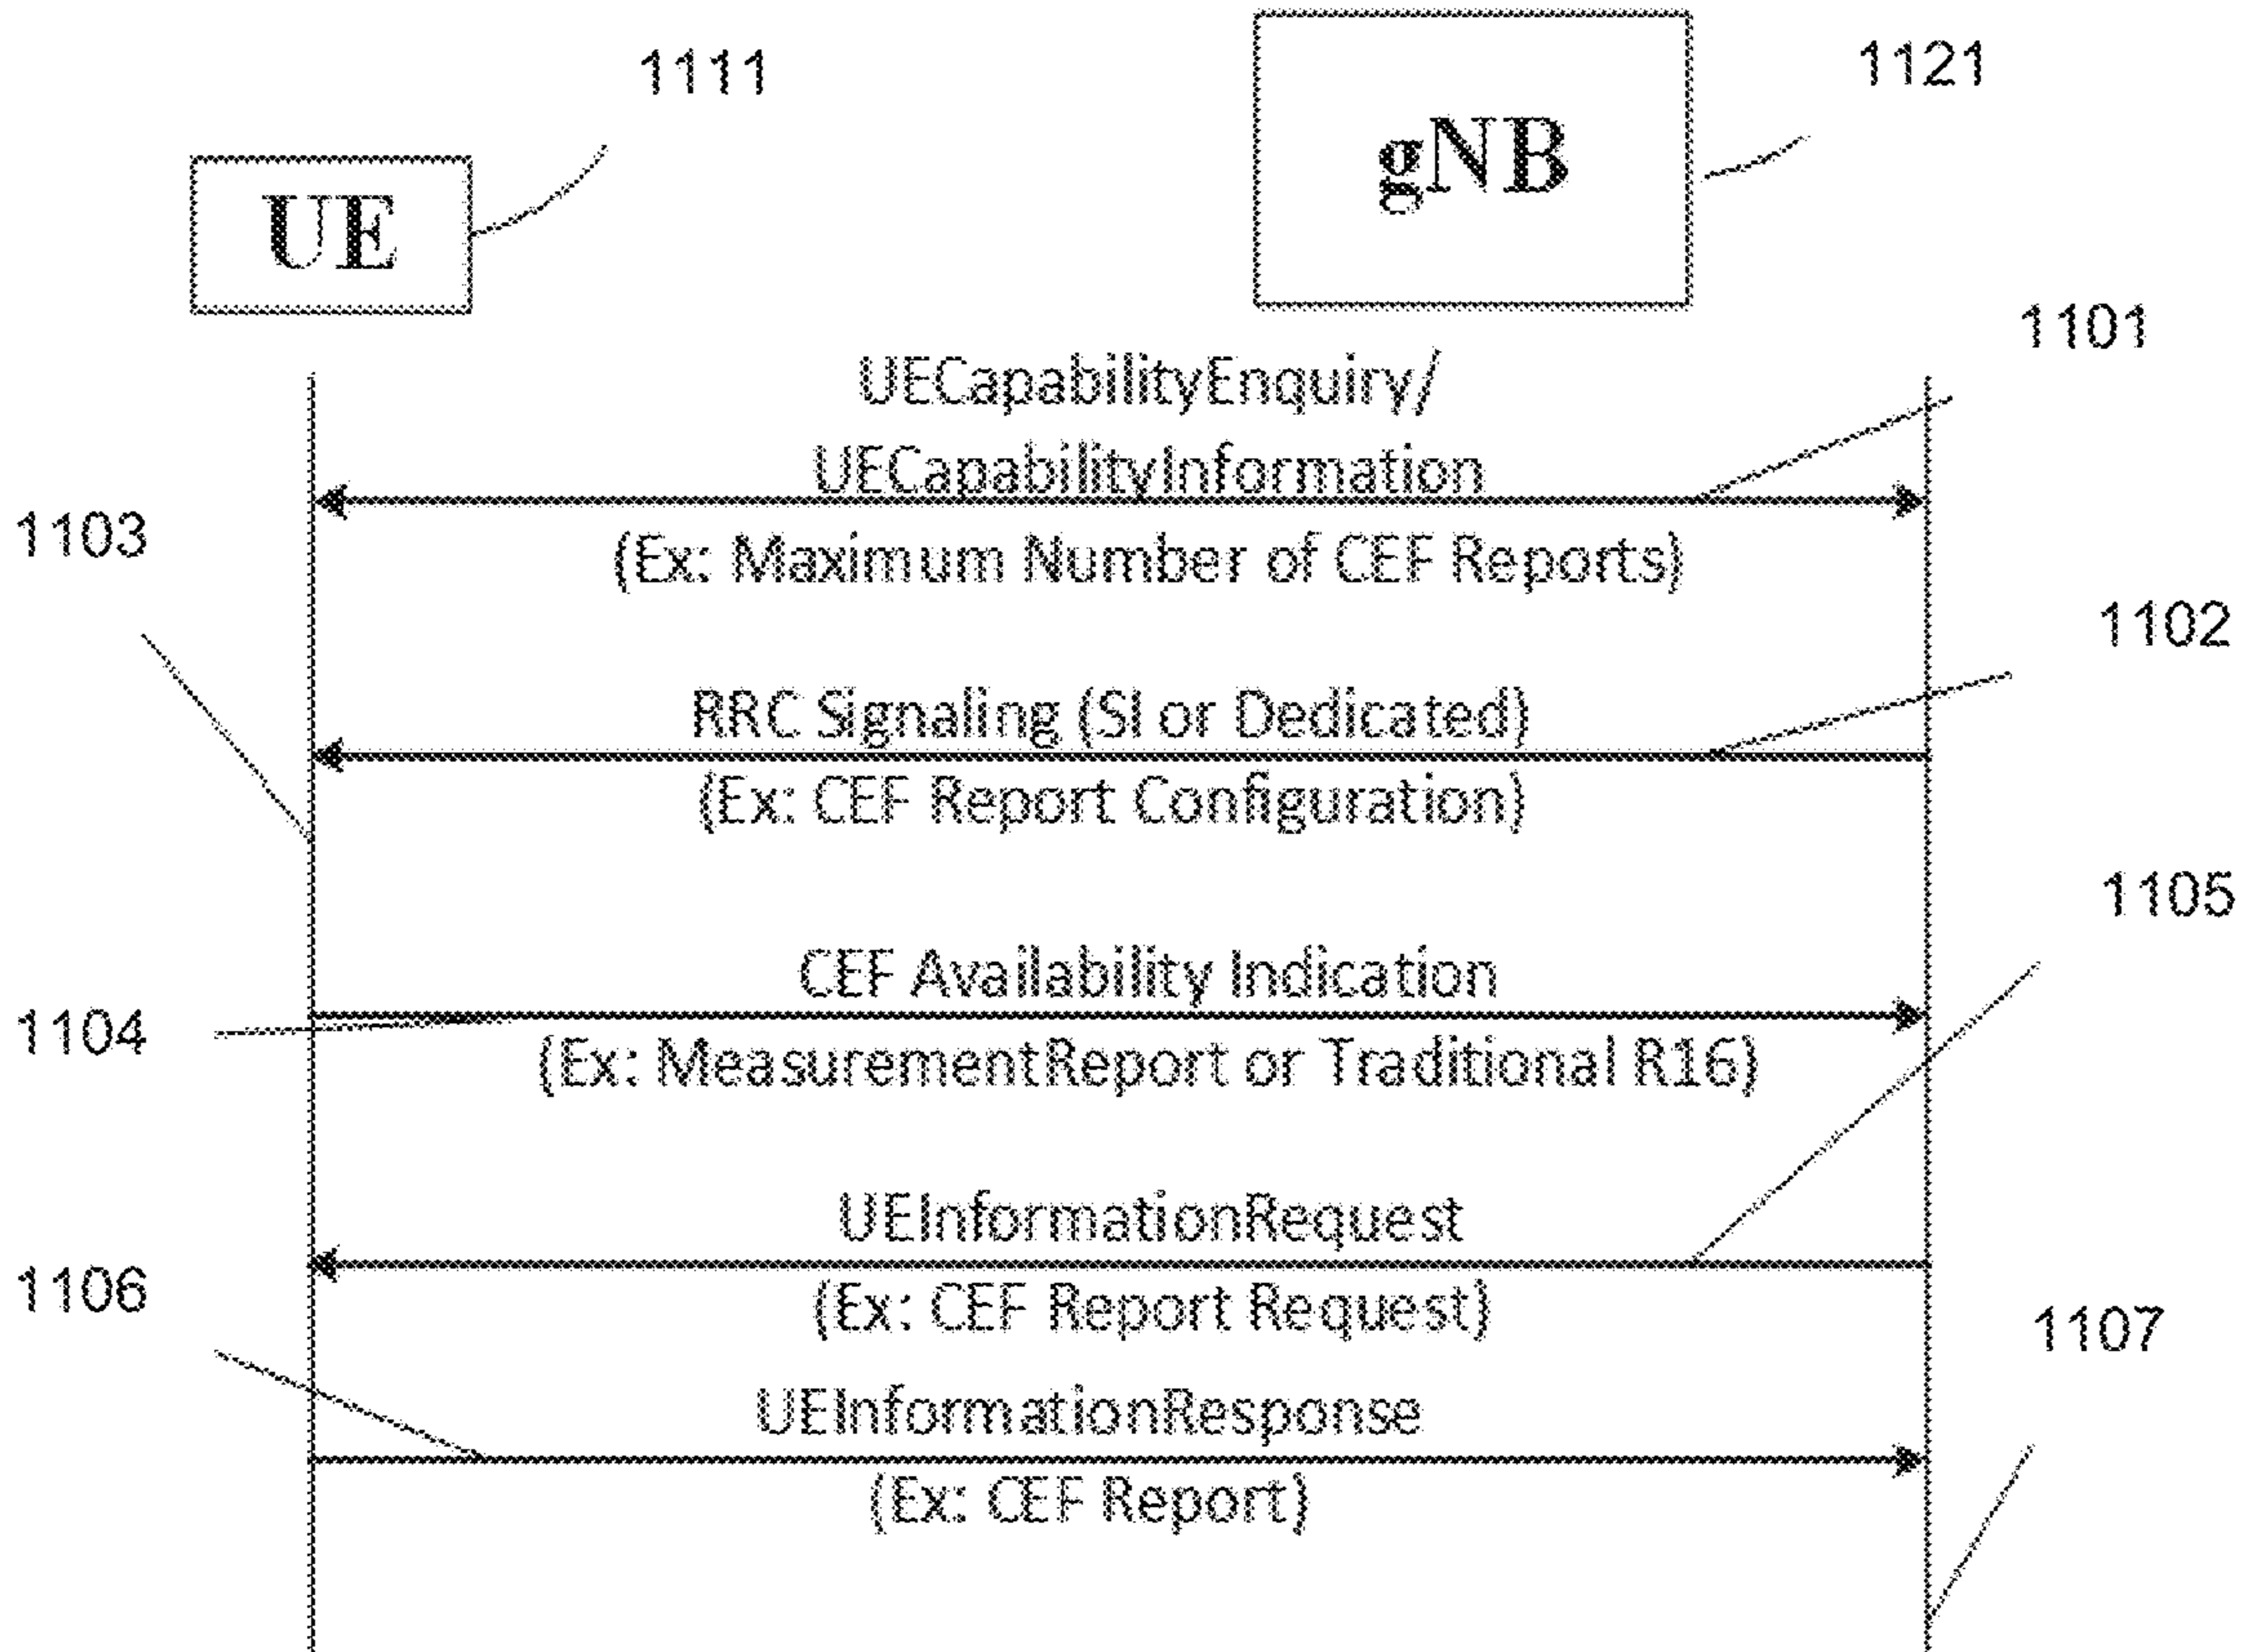 1111
1121
UE
gNB
1101
UECapabilityEnquiry/
UECapabilityInformation
1103
(Ex: Maximum Number of CEF Reports)
1102
RRC Signaling (SI or Dedicated)
(Ex: CEF Report Configuration)
1105
CEF Availability Indication
1104
(Ex: MeasurementReport or Traditional R16)
UEInformationRequest
1106
(Ex: CEF Report Request)
1107
UEInformationResponse
(Ex: CEF Report)